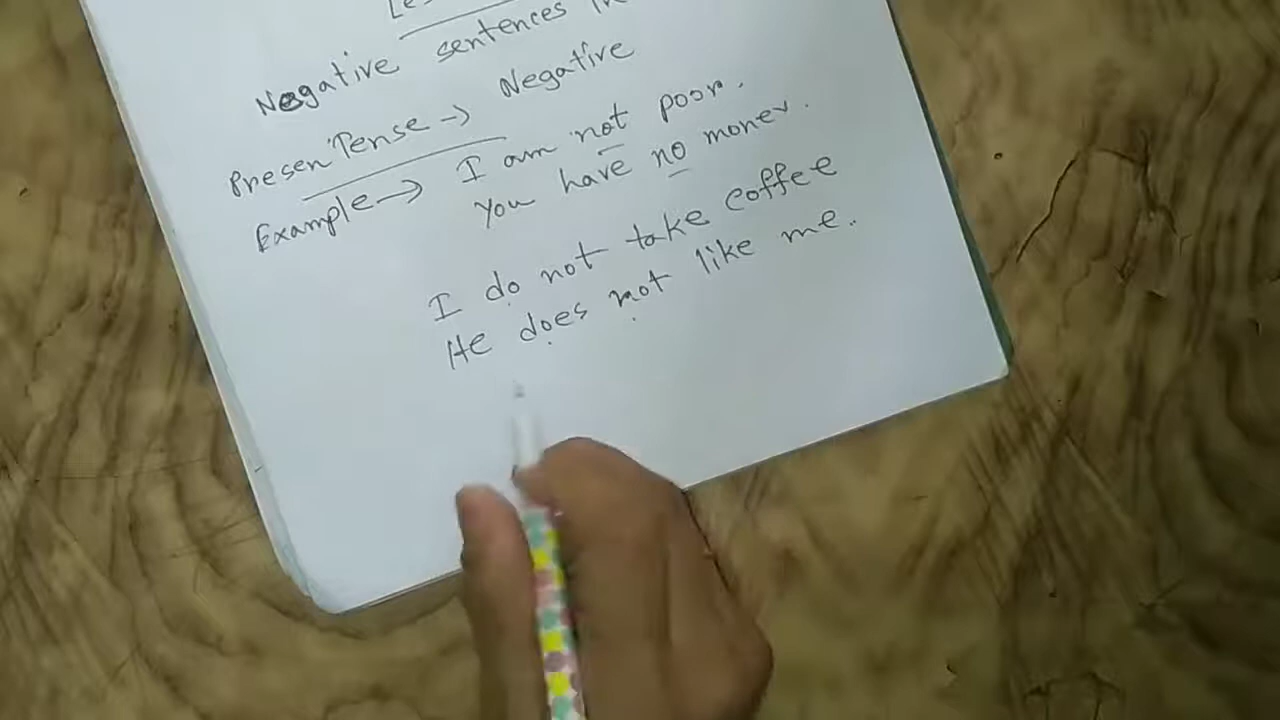 Negative sentences in
Presen Tense → Negative
Example → I am not poor.
You have no money.
I do not take coffee
He does not like me.